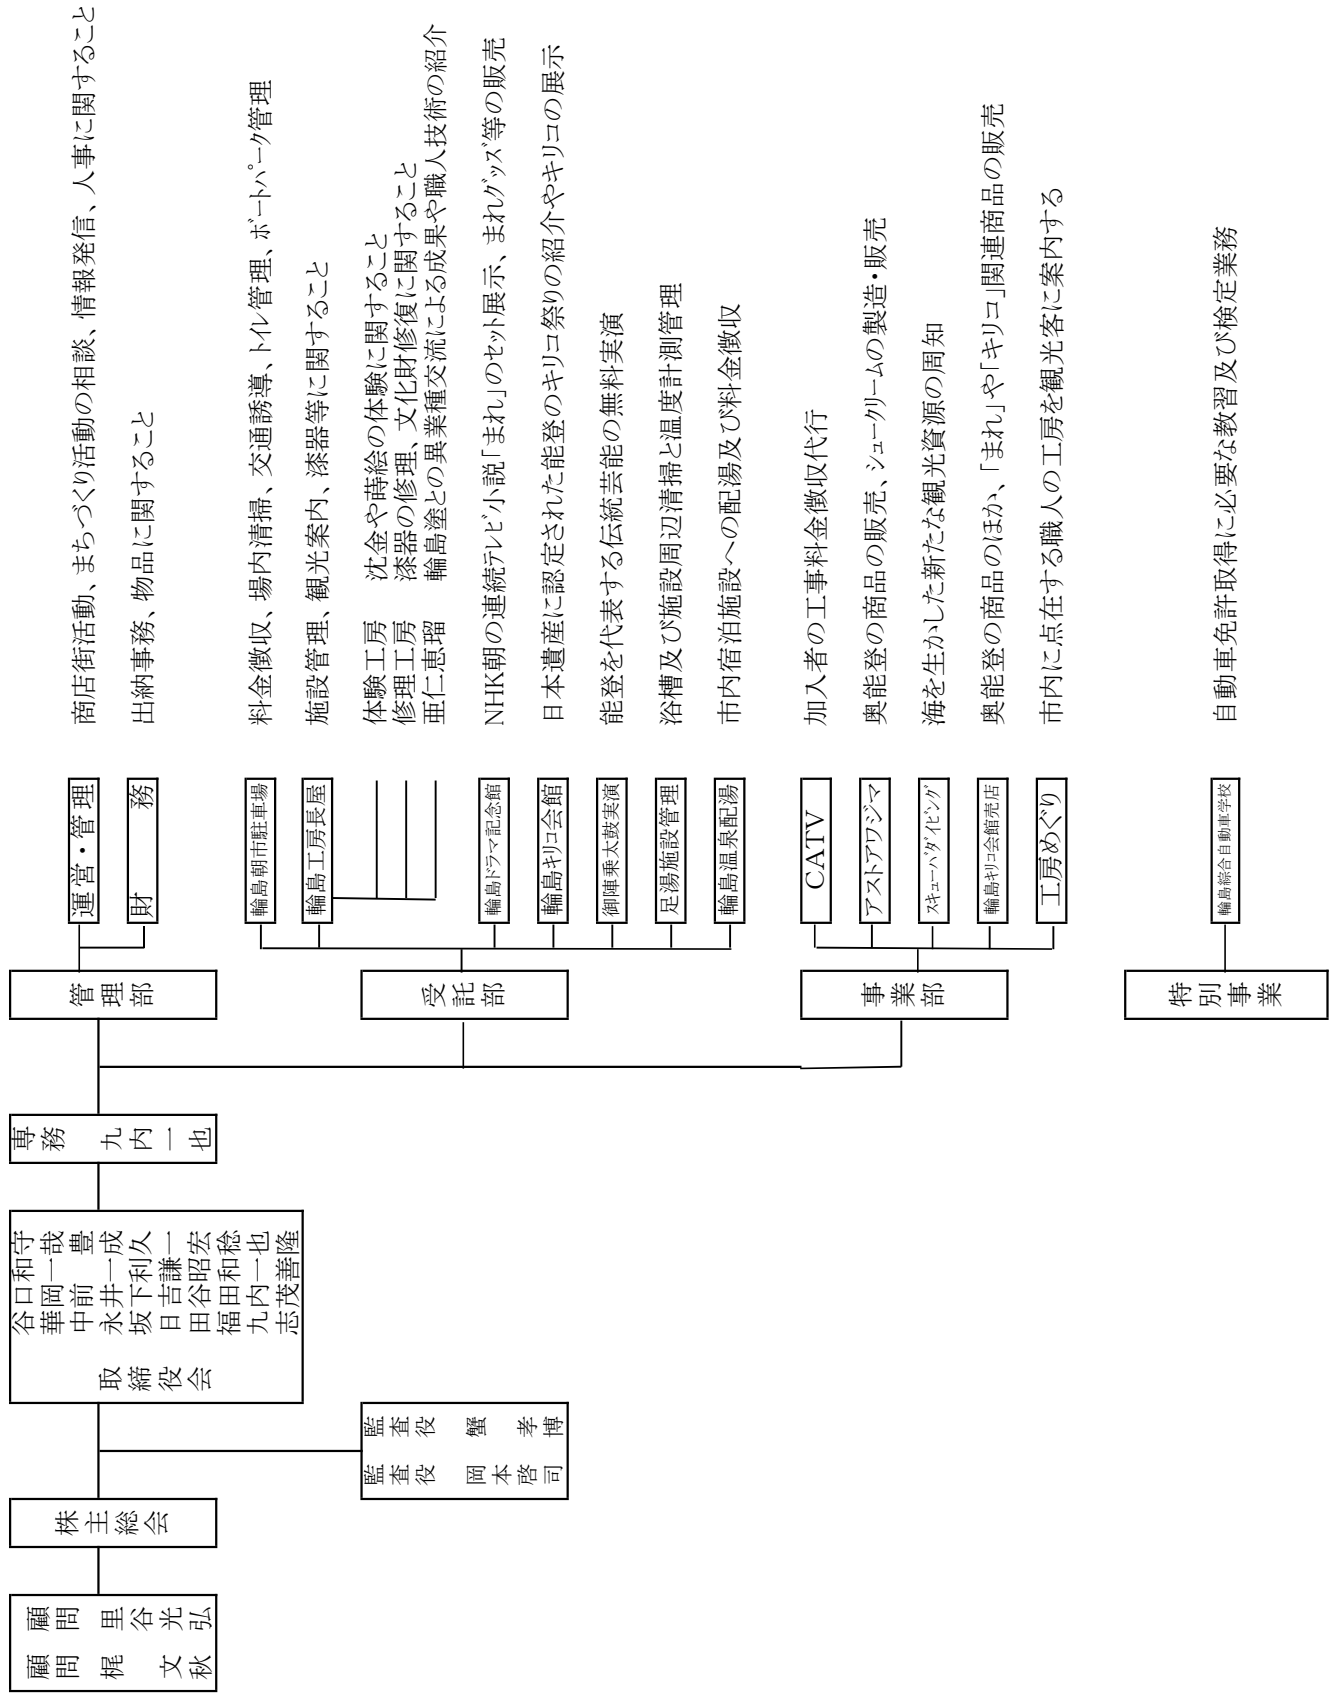 顧問 梶 文秋
顧問 里谷光弘
株主総会
監査役 岡本啓司
監査役 蟹 孝博
取締役会
谷口和守
華岡一哉
中前 豊
永井一成
坂下利久
日吉謙一
田谷昭宏
福田和稔
九内一也
志茂善隆
専務 九内一也
管理部
運営・管理 商店街活動、まちづくり活動の相談、情報発信、人事に関すること
財務 出納事務、物品に関すること
受託部
輪島朝市駐車場 料金徴収、場内清掃、交通誘導、トイレ管理、ボートパーク管理
輪島工房長屋 施設管理、観光案内、漆器等に関すること
体験工房 沈金や蒔絵の体験に関すること
修理工房 漆器の修理、文化財修復に関すること
亜仁恵瑠 輪島塗との異業種交流による成果や職人技術の紹介
輪島ドラマ記念館 NHK朝の連続テレビ小説「まれ」のセット展示、まれグッズ等の販売
輪島キリコ会館 日本遺産に認定された能登のキリコ祭りの紹介やキリコの展示
御陣乗太鼓実演 能登を代表する伝統芸能の無料実演
足湯施設管理 浴槽及び施設周辺清掃と温度計測管理
輪島温泉配湯 市内宿泊施設への配湯及び料金徴収
事業部
CATV 加入者の工事料金徴収代行
アストアワジマ 奥能登の商品の販売、シュークリームの製造・販売
スキューバダイビング 海を生かした新たな観光資源の周知
輪島キリコ会館売店 奥能登の商品のほか、「まれ」や「キリコ」関連商品の販売
工房めぐり 市内に点在する職人の工房を観光客に案内する
特別事業
輪島綜合自動車学校 自動車免許取得に必要な教習及び検定業務